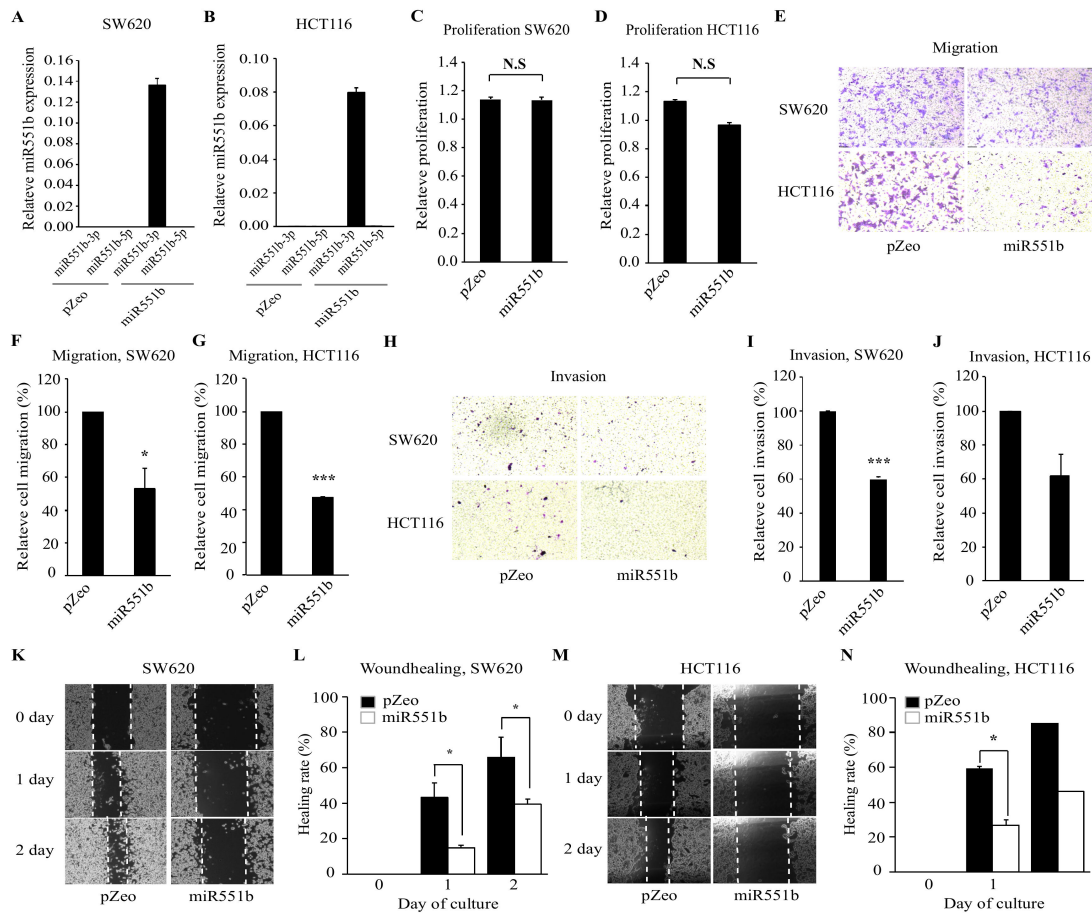 A
SW620
Relateve miR551b expression
0.16
0.14
0.12
0.10
0.08
0.06
0.04
0.02
0.00
miR551b-3p
miR551b-5p
miR551b-3p
miR551b-5p
pZeo
miR551b
B
HCT116
Relateve miR551b expression
0.10
0.08
0.06
0.04
0.02
0.00
miR551b-3p
miR551b-5p
miR551b-3p
miR551b-5p
pZeo
miR551b
C
Proliferation SW620
Relateve proliferation
N.S
1.4
1.2
1.0
0.8
0.6
0.4
0.2
0.0
pZeo
miR551b
D
Proliferation HCT116
Relateve proliferation
N.S
1.4
1.2
1.0
0.8
0.6
0.4
0.2
0.0
pZeo
miR551b
E
Migration
SW620
HCT116
pZeo
miR551b
F
Migration, SW620
Relateve cell migration (%)
120
100
80
60
40
20
0
*
pZeo
miR551b
G
Migration, HCT116
Relateve cell migration (%)
120
100
80
60
40
20
0
***
pZeo
miR551b
H
Invasion
SW620
HCT116
pZeo
miR551b
I
Invasion, SW620
Relateve cell invasion (%)
120
100
80
60
40
20
0
***
pZeo
miR551b
J
Invasion, HCT116
Relateve cell invasion (%)
120
100
80
60
40
20
0
pZeo
miR551b
K
SW620
0 day
1 day
2 day
pZeo
miR551b
L
Woundhealing, SW620
Healing rate (%)
100
80
60
40
20
0
pZeo
miR551b
*
*
0
1
2
Day of culture
M
HCT116
0 day
1 day
2 day
pZeo
miR551b
N
Woundhealing, HCT116
Healing rate (%)
100
80
60
40
20
0
pZeo
miR551b
*
0
1
Day of culture